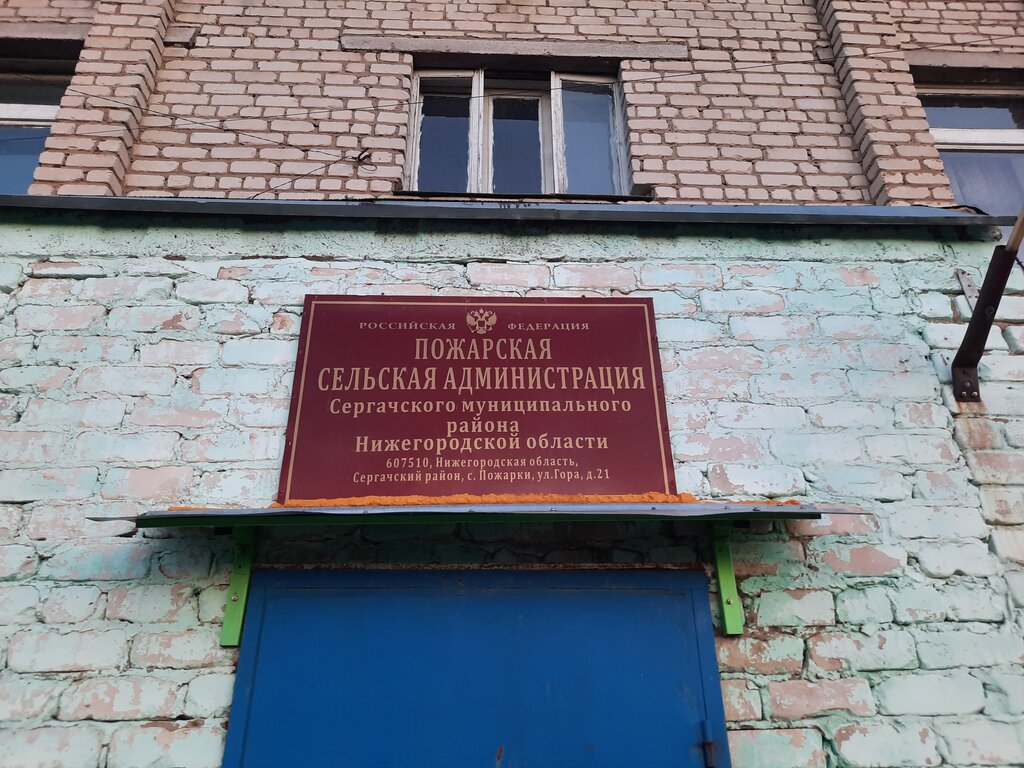 РОССИЙСКАЯ ФЕДЕРАЦИЯ
ПОЖАРСКАЯ
СЕЛЬСКАЯ АДМИНИСТРАЦИЯ
Сергачского муниципального
района
Нижегородской области
607510, Нижегородская область,
Сергачский район, с. Пожарки, ул.Гора, д.21